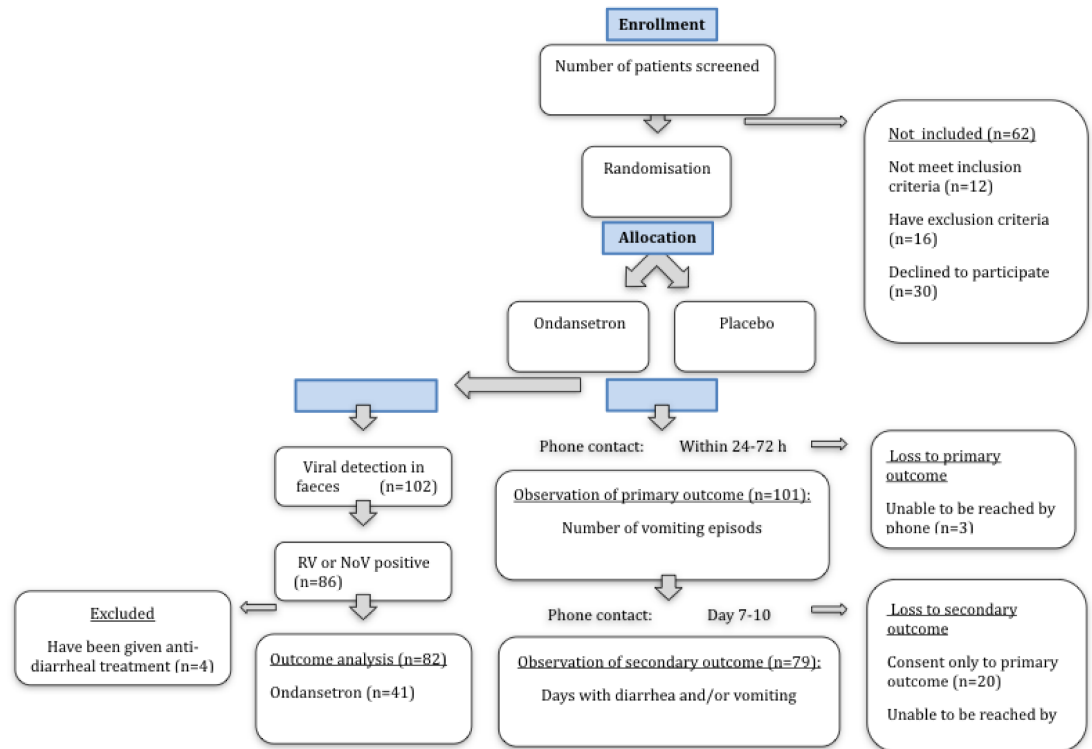 Enrollment
Number of patients screened
Not  included (n=62)
Not meet inclusion
criteria (n=12)
Have exclusion criteria
(n=16)
Declined to participate
(n=30)
Randomisation
Allocation
Ondansetron
Placebo
Phone contact: Within 24-72 h
Loss to primary
outcome
Unable to be reached by
phone (n=3)
Viral detection in
faeces (n=102)
Observation of primary outcome (n=101):
Number of vomiting episods
RV or NoV positive
(n=86)
Excluded
Have been given anti-
diarrheal treatment (n=4)
Phone contact: Day 7-10
Loss to secondary
outcome
Consent only to primary
outcome (n=20)
Unable to be reached by
Outcome analysis (n=82)
Ondansetron (n=41)
Observation of secondary outcome (n=79):
Days with diarrhea and/or vomiting